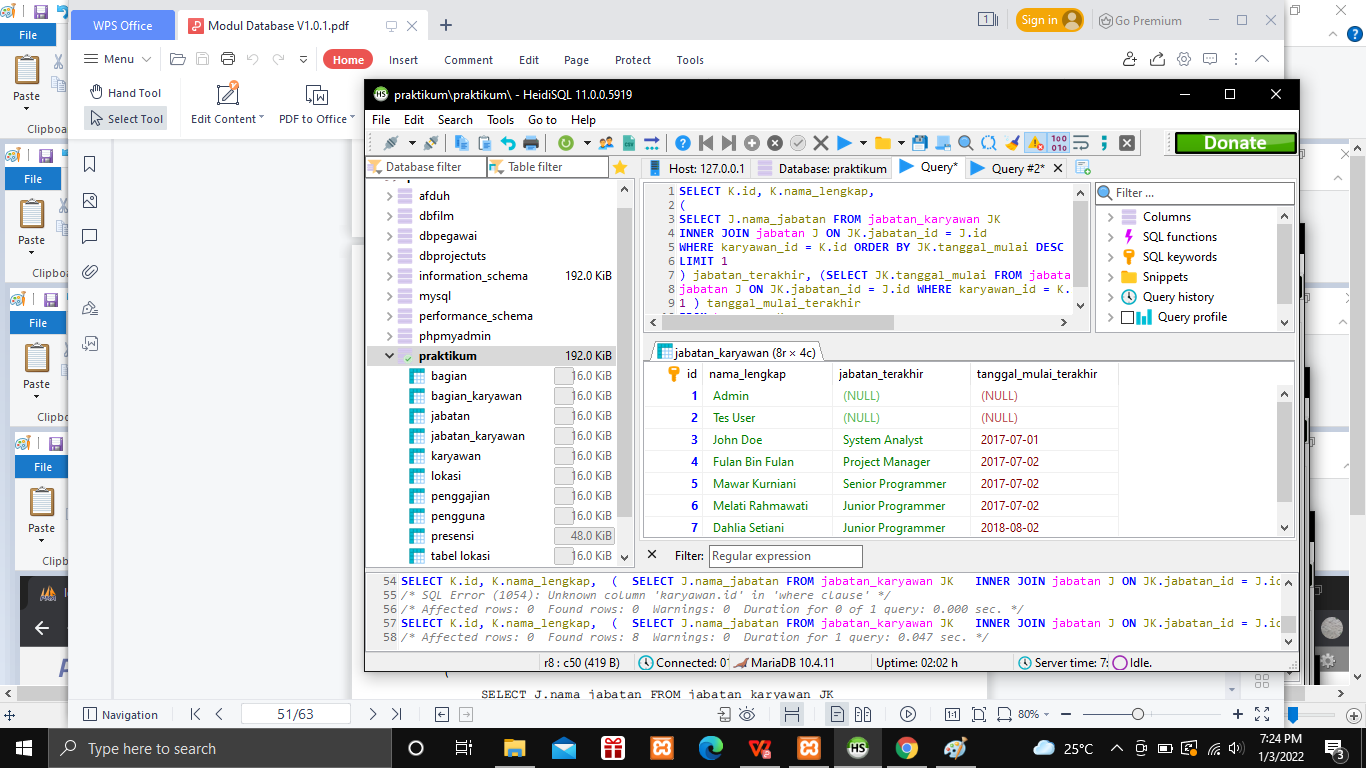 File
Paste
Clipboa
File
Paste
Clipbo
File
Paste
Clipb
File
Paste
Clipb
WPS Office
Modul Database V1.0.1.pdf
1
Sign in
Go Premium
Menu
Home
Insert
Comment
Edit
Page
Protect
Tools
Hand Tool
Select Tool
Edit Content
PDF to Office
praktikum\praktikum\ - HeidiSQL 11.0.0.5919
File Edit Search Tools Go to Help
Donate
Database filter
Table filter
Host: 127.0.0.1
Database: praktikum
Query*
Query #2*
afduh
dbfilm
dbpegawai
dbprojectuts
information_schema 192.0 KiB
mysql
performance_schema
phpmyadmin
praktikum 192.0 KiB
bagian 16.0 KiB
bagian_karyawan 16.0 KiB
jabatan 16.0 KiB
jabatan_karyawan 16.0 KiB
karyawan 16.0 KiB
lokasi 16.0 KiB
penggajian 16.0 KiB
pengguna 16.0 KiB
presensi 48.0 KiB
tabel lokasi 16.0 KiB
1 SELECT K.id, K.nama_lengkap,
2 (
3 SELECT J.nama_jabatan FROM jabatan_karyawan JK
4 INNER JOIN jabatan J ON JK.jabatan_id = J.id
5 WHERE karyawan_id = K.id ORDER BY JK.tanggal_mulai DESC
6 LIMIT 1
7 ) jabatan_terakhir, (SELECT JK.tanggal_mulai FROM jabata
8 jabatan J ON JK.jabatan_id = J.id WHERE karyawan_id = K.
9 1 ) tanggal_mulai_terakhir
Filter ...
Columns
SQL functions
SQL keywords
Snippets
Query history
Query profile
jabatan_karyawan (8r × 4c)
id nama_lengkap jabatan_terakhir tanggal_mulai_terakhir
1 Admin (NULL) (NULL)
2 Tes User (NULL) (NULL)
3 John Doe System Analyst 2017-07-01
4 Fulan Bin Fulan Project Manager 2017-07-02
5 Mawar Kurniani Senior Programmer 2017-07-02
6 Melati Rahmawati Junior Programmer 2017-07-02
7 Dahlia Setiani Junior Programmer 2018-08-02
Filter: Regular expression
54 SELECT K.id, K.nama_lengkap, ( SELECT J.nama_jabatan FROM jabatan_karyawan JK INNER JOIN jabatan J ON JK.jabatan_id = J.id
55 /* SQL Error (1054): Unknown column 'karyawan.id' in 'where clause' */
56 /* Affected rows: 0 Found rows: 0 Warnings: 0 Duration for 0 of 1 query: 0.000 sec. */
57 SELECT K.id, K.nama_lengkap, ( SELECT J.nama_jabatan FROM jabatan_karyawan JK INNER JOIN jabatan J ON JK.jabatan_id = J.id
58 /* Affected rows: 0 Found rows: 8 Warnings: 0 Duration for 1 query: 0.047 sec. */
r8 : c50 (419 B)
Connected: 0
MariaDB 10.4.11
Uptime: 02:02 h
Server time: 7:
Idle.
(
SELECT J.nama_jabatan FROM jabatan_karyawan JK
Navigation
51/63
80%
Type here to search
25°C
7:24 PM
1/3/2022
3